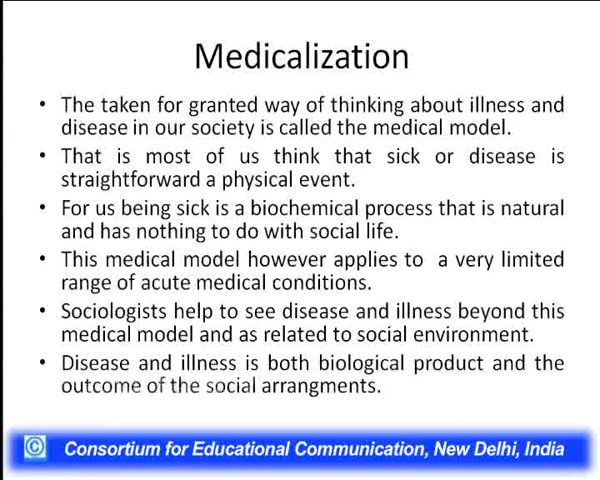 Medicalization
• The taken for granted way of thinking about illness and
disease in our society is called the medical model.
• That is most of us think that sick or disease is
straightforward a physical event.
• For us being sick is a biochemical process that is natural
and has nothing to do with social life.
• This medical model however applies to a very limited
range of acute medical conditions.
• Sociologists help to see disease and illness beyond this
medical model and as related to social environment.
• Disease and illness is both biological product and the
outcome of the social arrangments.
© Consortium for Educational Communication, New Delhi, India